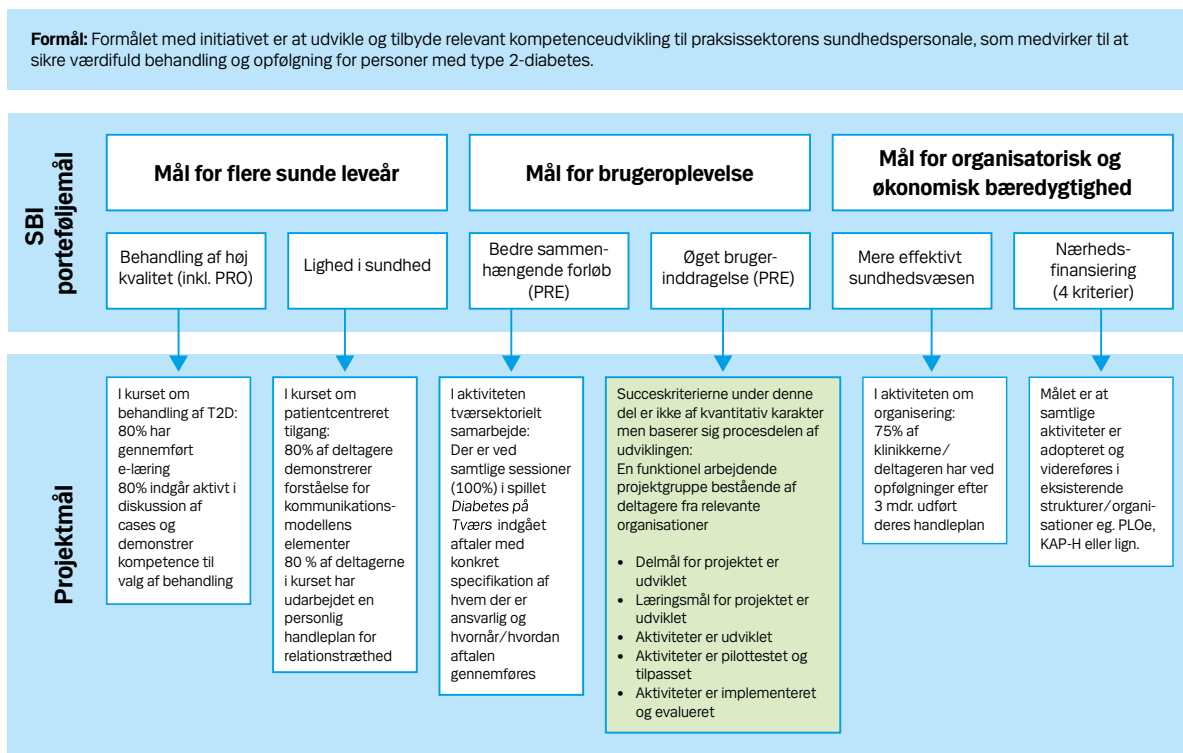 Formål: Formålet med initiativet er at udvikle og tilbyde relevant kompetenceudvikling til praksissektorens sundhedspersonale, som medvirker til at
sikre værdifuld behandling og opfølgning for personer med type 2-diabetes.
SBI
porteføljemål
Mål for flere sunde leveår
Mål for brugeroplevelse
Mål for organisatorisk og
økonomisk bæredygtighed
Behandling af høj
kvalitet (inkl. PRO)
Lighed i sundhed
Bedre sammen-
hængende forløb
(PRE)
Øget bruger-
inddragelse (PRE)
Mere effektivt
sundhedsvæsen
Nærheds-
finansiering
(4 kriterier)
Projektmål
I kurset om
behandling af T2D:
80% har
gennemført
e-læring
80% indgår aktivt i
diskussion af
cases og
demonstrer
kompetence til
valg af behandling
I kurset om
patientcentreret
tilgang:
80% af deltagere
demonstrerer
forståelse for
kommunikations-
modellens
elementer
80 % af deltagerne
i kurset har
udarbejdet en
personlig
handleplan for
relationstræthed
I aktiviteten
tværsektorielt
samarbejde:
Der er ved
samtlige sessioner
(100%) i spillet
Diabetes på
Tværs indgået
aftaler med
konkret
specifikation af
hvem der er
ansvarlig og
hvornår/hvordan
aftalen
gennemføres
Succeskriterierne under denne
del er ikke af kvantitativ karakter
men baserer sig procesdelen af
udviklingen:
En funktionel arbejdende
projektgruppe bestående af
deltagere fra relevante
organisationer
• Delmål for projektet er
udviklet
• Læringsmål for projektet er
udviklet
• Aktiviteter er udviklet
• Aktiviteter er pilottestet og
tilpasset
• Aktiviteter er implementeret
og evalueret
I aktiviteten om
organisering:
75% af
klinikkerne/
deltageren har ved
opfølgninger efter
3 mdr. udført
deres handleplan
Målet er at
samtlige
aktiviteter er
adopteret og
videreføres i
eksisterende
strukturer/organi-
sationer eg. PLOe,
KAP-H eller lign.